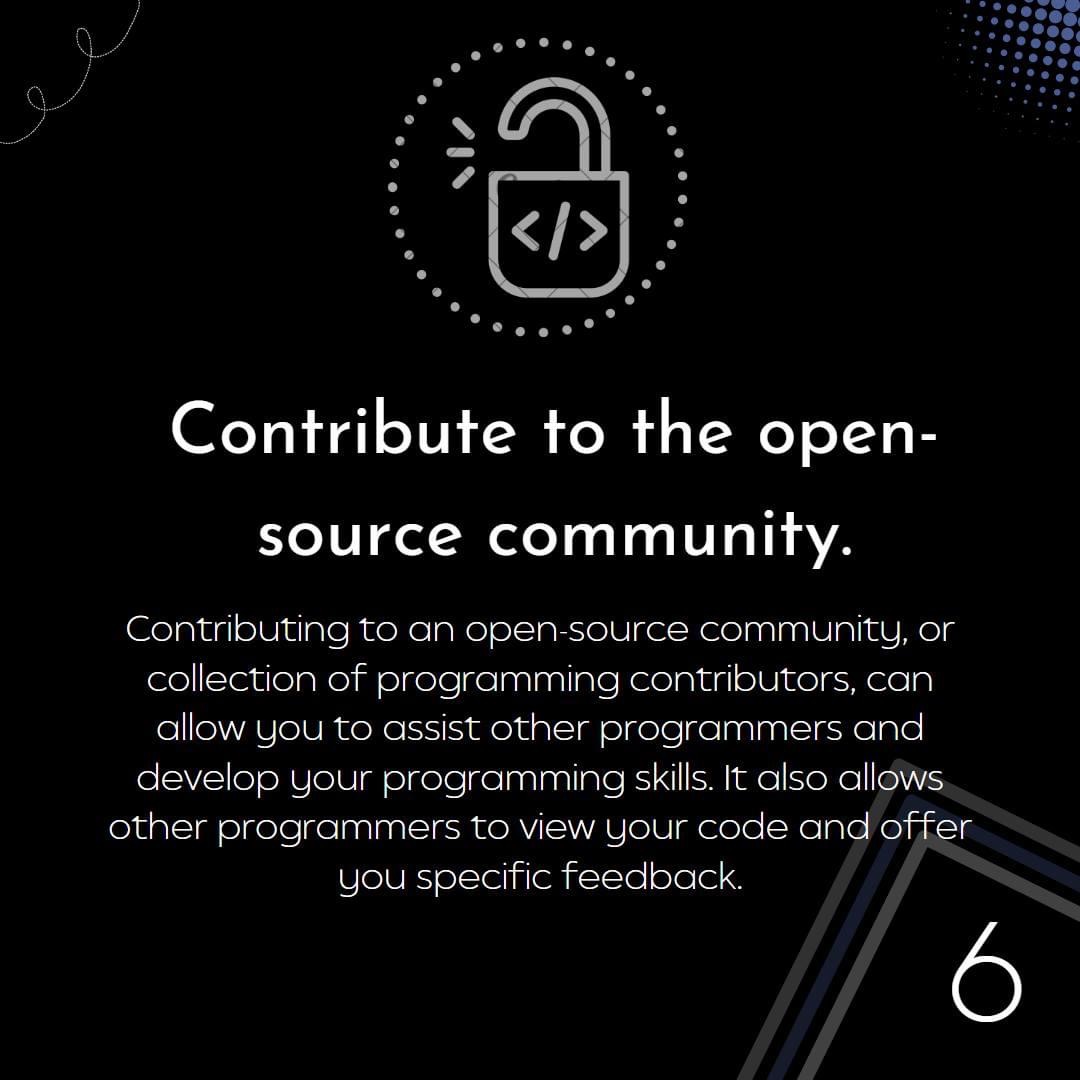 </>
Contribute to the open-
source community.
Contributing to an open-source community, or
collection of programming contributors, can
allow you to assist other programmers and
develop your programming skills. It also allows
other programmers to view your code and offer
you specific feedback.
6